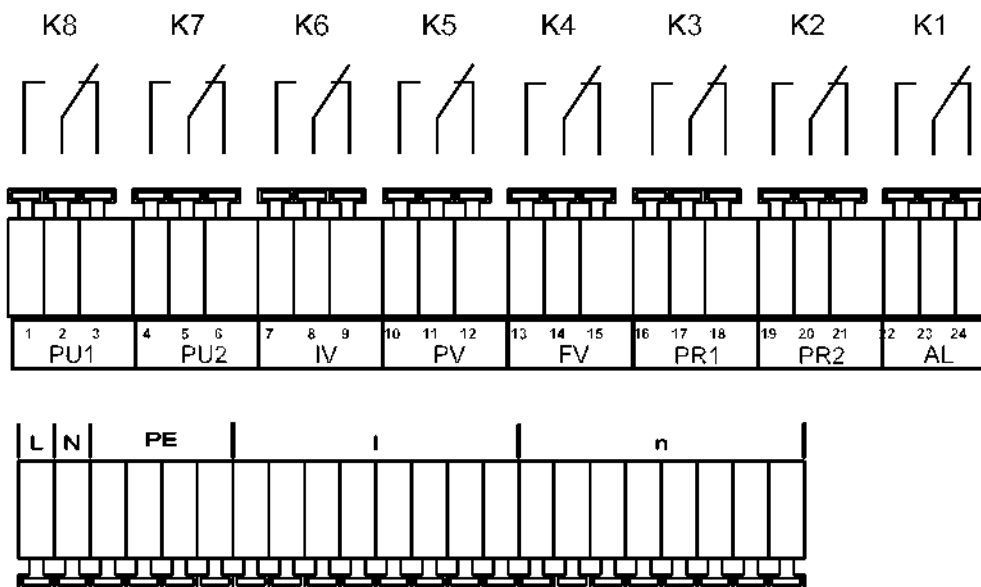 K8 K7 K6 K5 K4 K3 K2 K1
1 2 3 4 5 6 7 8 9 10 11 12 13 14 15 16 17 18 19 20 21 22 23 24
PU1 PU2 IV PV FV PR1 PR2 AL
L N PE l n